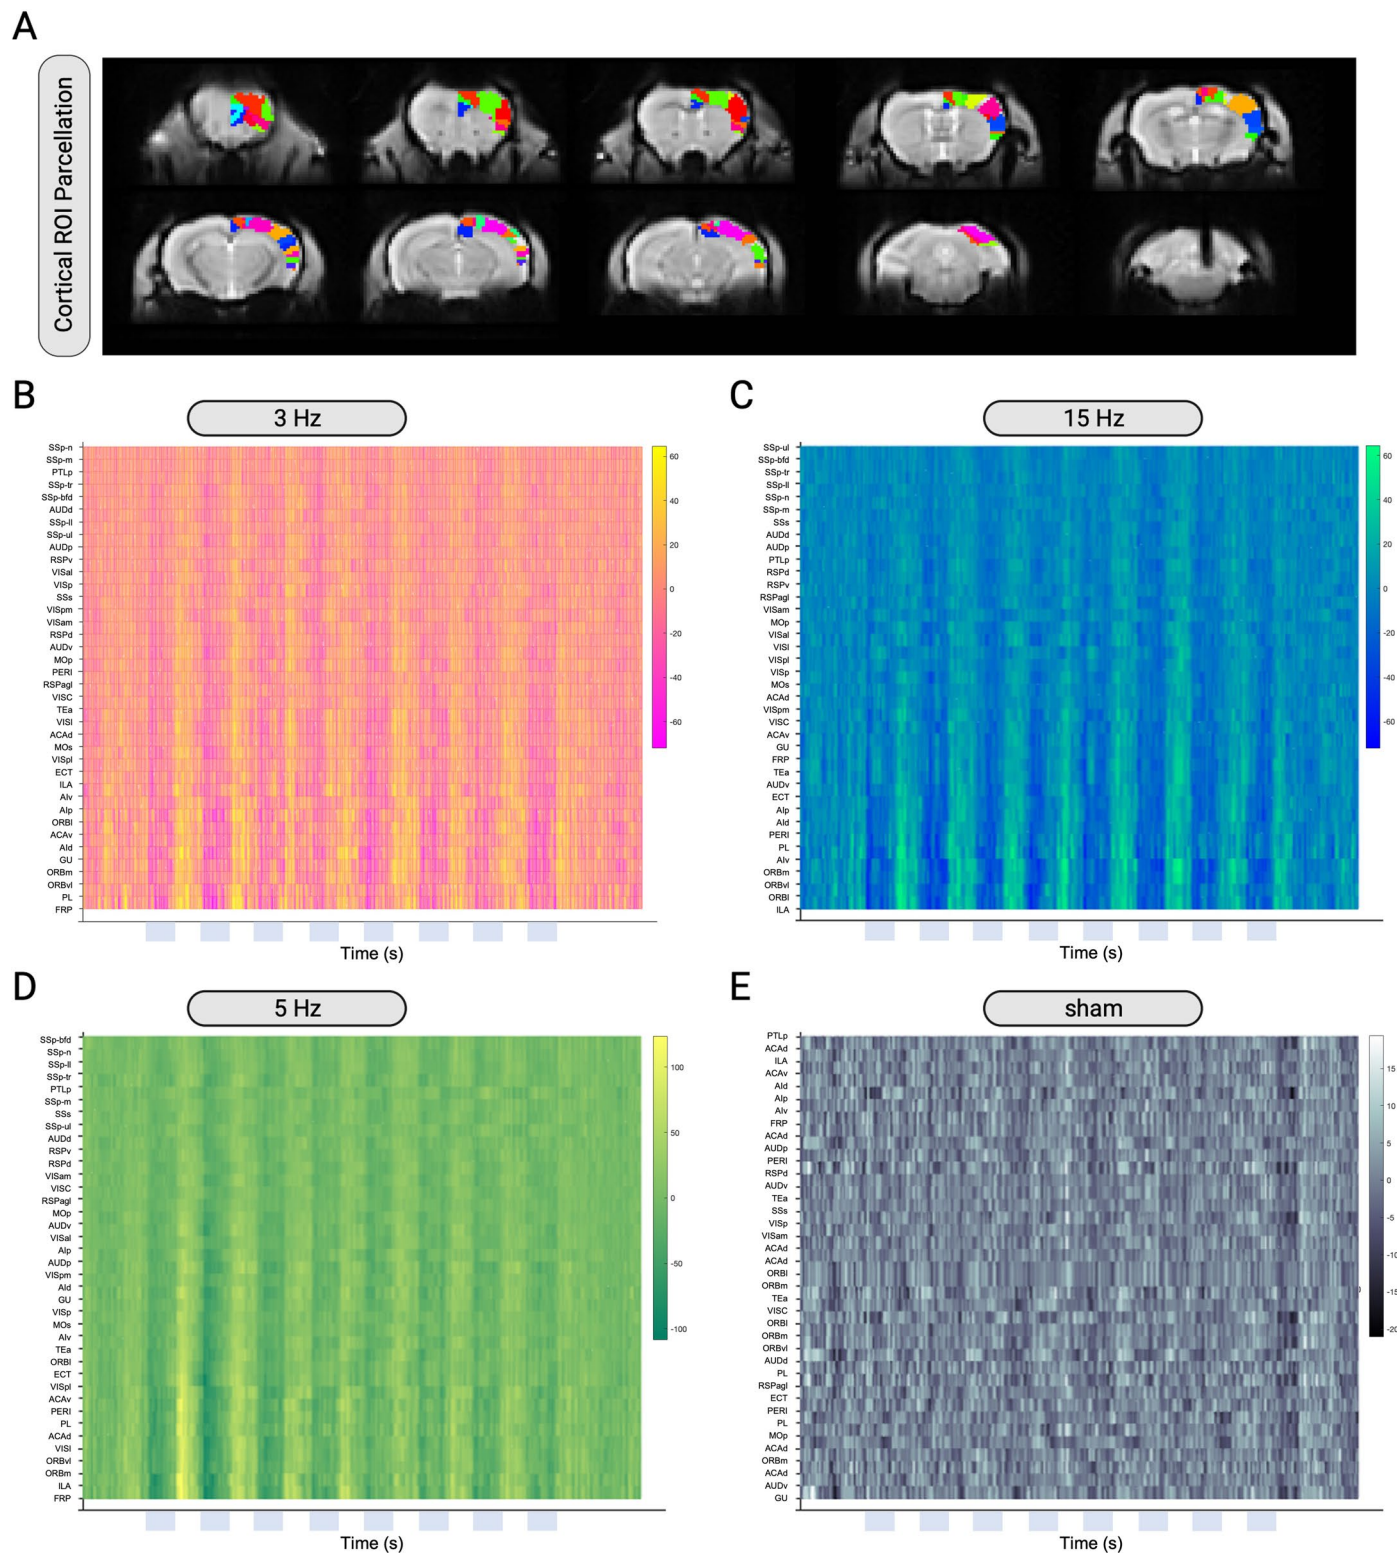 A
Cortical ROI Parcellation
B
3 Hz
SSp-n
SSp-m
PTLp
SSp-tr
SSp-bfd
AUDd
SSp-ll
SSp-ul
AUDp
RSPv
VISal
VISp
SSs
VISpm
VISam
RSPd
AUDv
MOp
PERI
RSPagl
VISC
TEa
VISl
ACAd
MOs
VISpl
ECT
ILA
AIv
AIp
ORBl
ACAv
AId
GU
ORBm
ORBvl
PL
FRP
60
40
20
0
-20
-40
-60
Time (s)
C
15 Hz
SSp-ul
SSp-bfd
SSp-tr
SSp-ll
SSp-n
SSp-m
SSs
AUDd
AUDp
PTLp
RSPd
RSPv
RSPagl
VISam
MOp
VISal
VISl
VISpl
VISp
MOs
ACAd
VISpm
VISC
ACAv
GU
FRP
TEa
AUDv
ECT
AIp
AId
PERI
PL
AIv
ORBm
ORBvl
ORBl
ILA
60
40
20
0
-20
-40
-60
Time (s)
D
5 Hz
SSp-bfd
SSp-n
SSp-ll
SSp-tr
PTLp
SSp-m
SSs
SSp-ul
AUDd
RSPv
RSPd
VISam
VISC
RSPagl
MOp
AUDv
VISal
AIp
AUDp
VISpm
AId
GU
VISp
MOs
AIv
TEa
ORBl
ECT
VISpl
ACAv
PERI
PL
ACAd
VISl
ORBvl
ORBm
ILA
FRP
100
50
0
-50
-100
Time (s)
E
sham
PTLp
ACAd
ILA
ACAv
AId
AIp
AIv
FRP
ACAd
AUDp
PERI
RSPd
AUDv
TEa
SSs
VISp
VISam
ACAd
ACAd
ORBl
ORBm
TEa
VISC
ORBl
ORBm
ORBvl
AUDd
PL
RSPagl
ECT
PERI
PL
MOp
ACAd
ORBm
ACAd
AUDv
GU
15
10
5
0
-5
-10
-15
-20
Time (s)